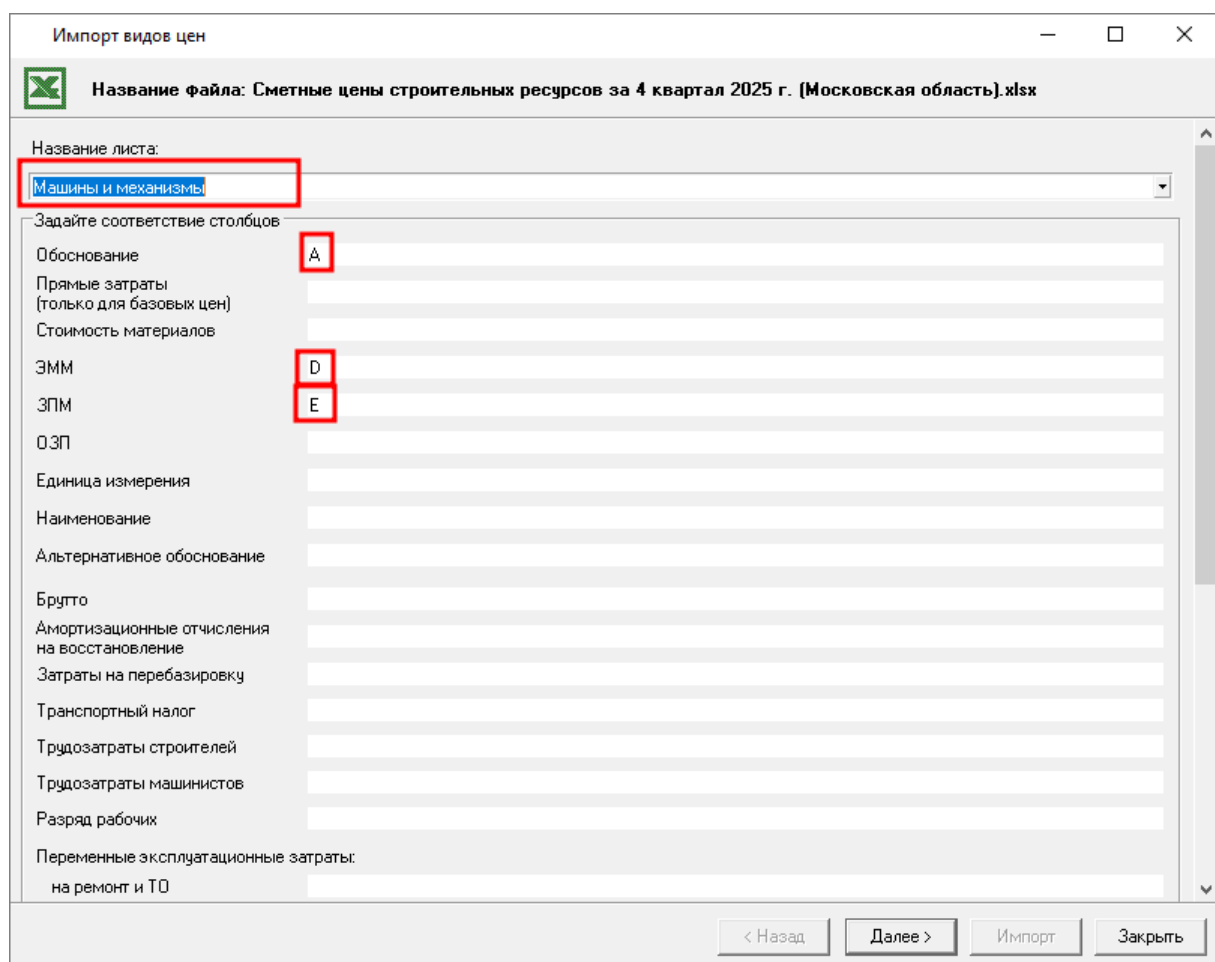 Импорт видов цен
Название файла: Сметные цены строительных ресурсов за 4 квартал 2025 г. (Московская область).xlsx
Название листа:
Машины и механизмы
Задайте соответствие столбцов
Обоснование A
Прямые затраты
(только для базовых цен)
Стоимость материалов
ЭММ D
ЗПМ E
ОЗП
Единица измерения
Наименование
Альтернативное обоснование
Брутто
Амортизационные отчисления
на восстановление
Затраты на перебазировку
Транспортный налог
Трудозатраты строителей
Трудозатраты машинистов
Разряд рабочих
Переменные эксплуатационные затраты:
на ремонт и ТО
< Назад Далее > Импорт Закрыть